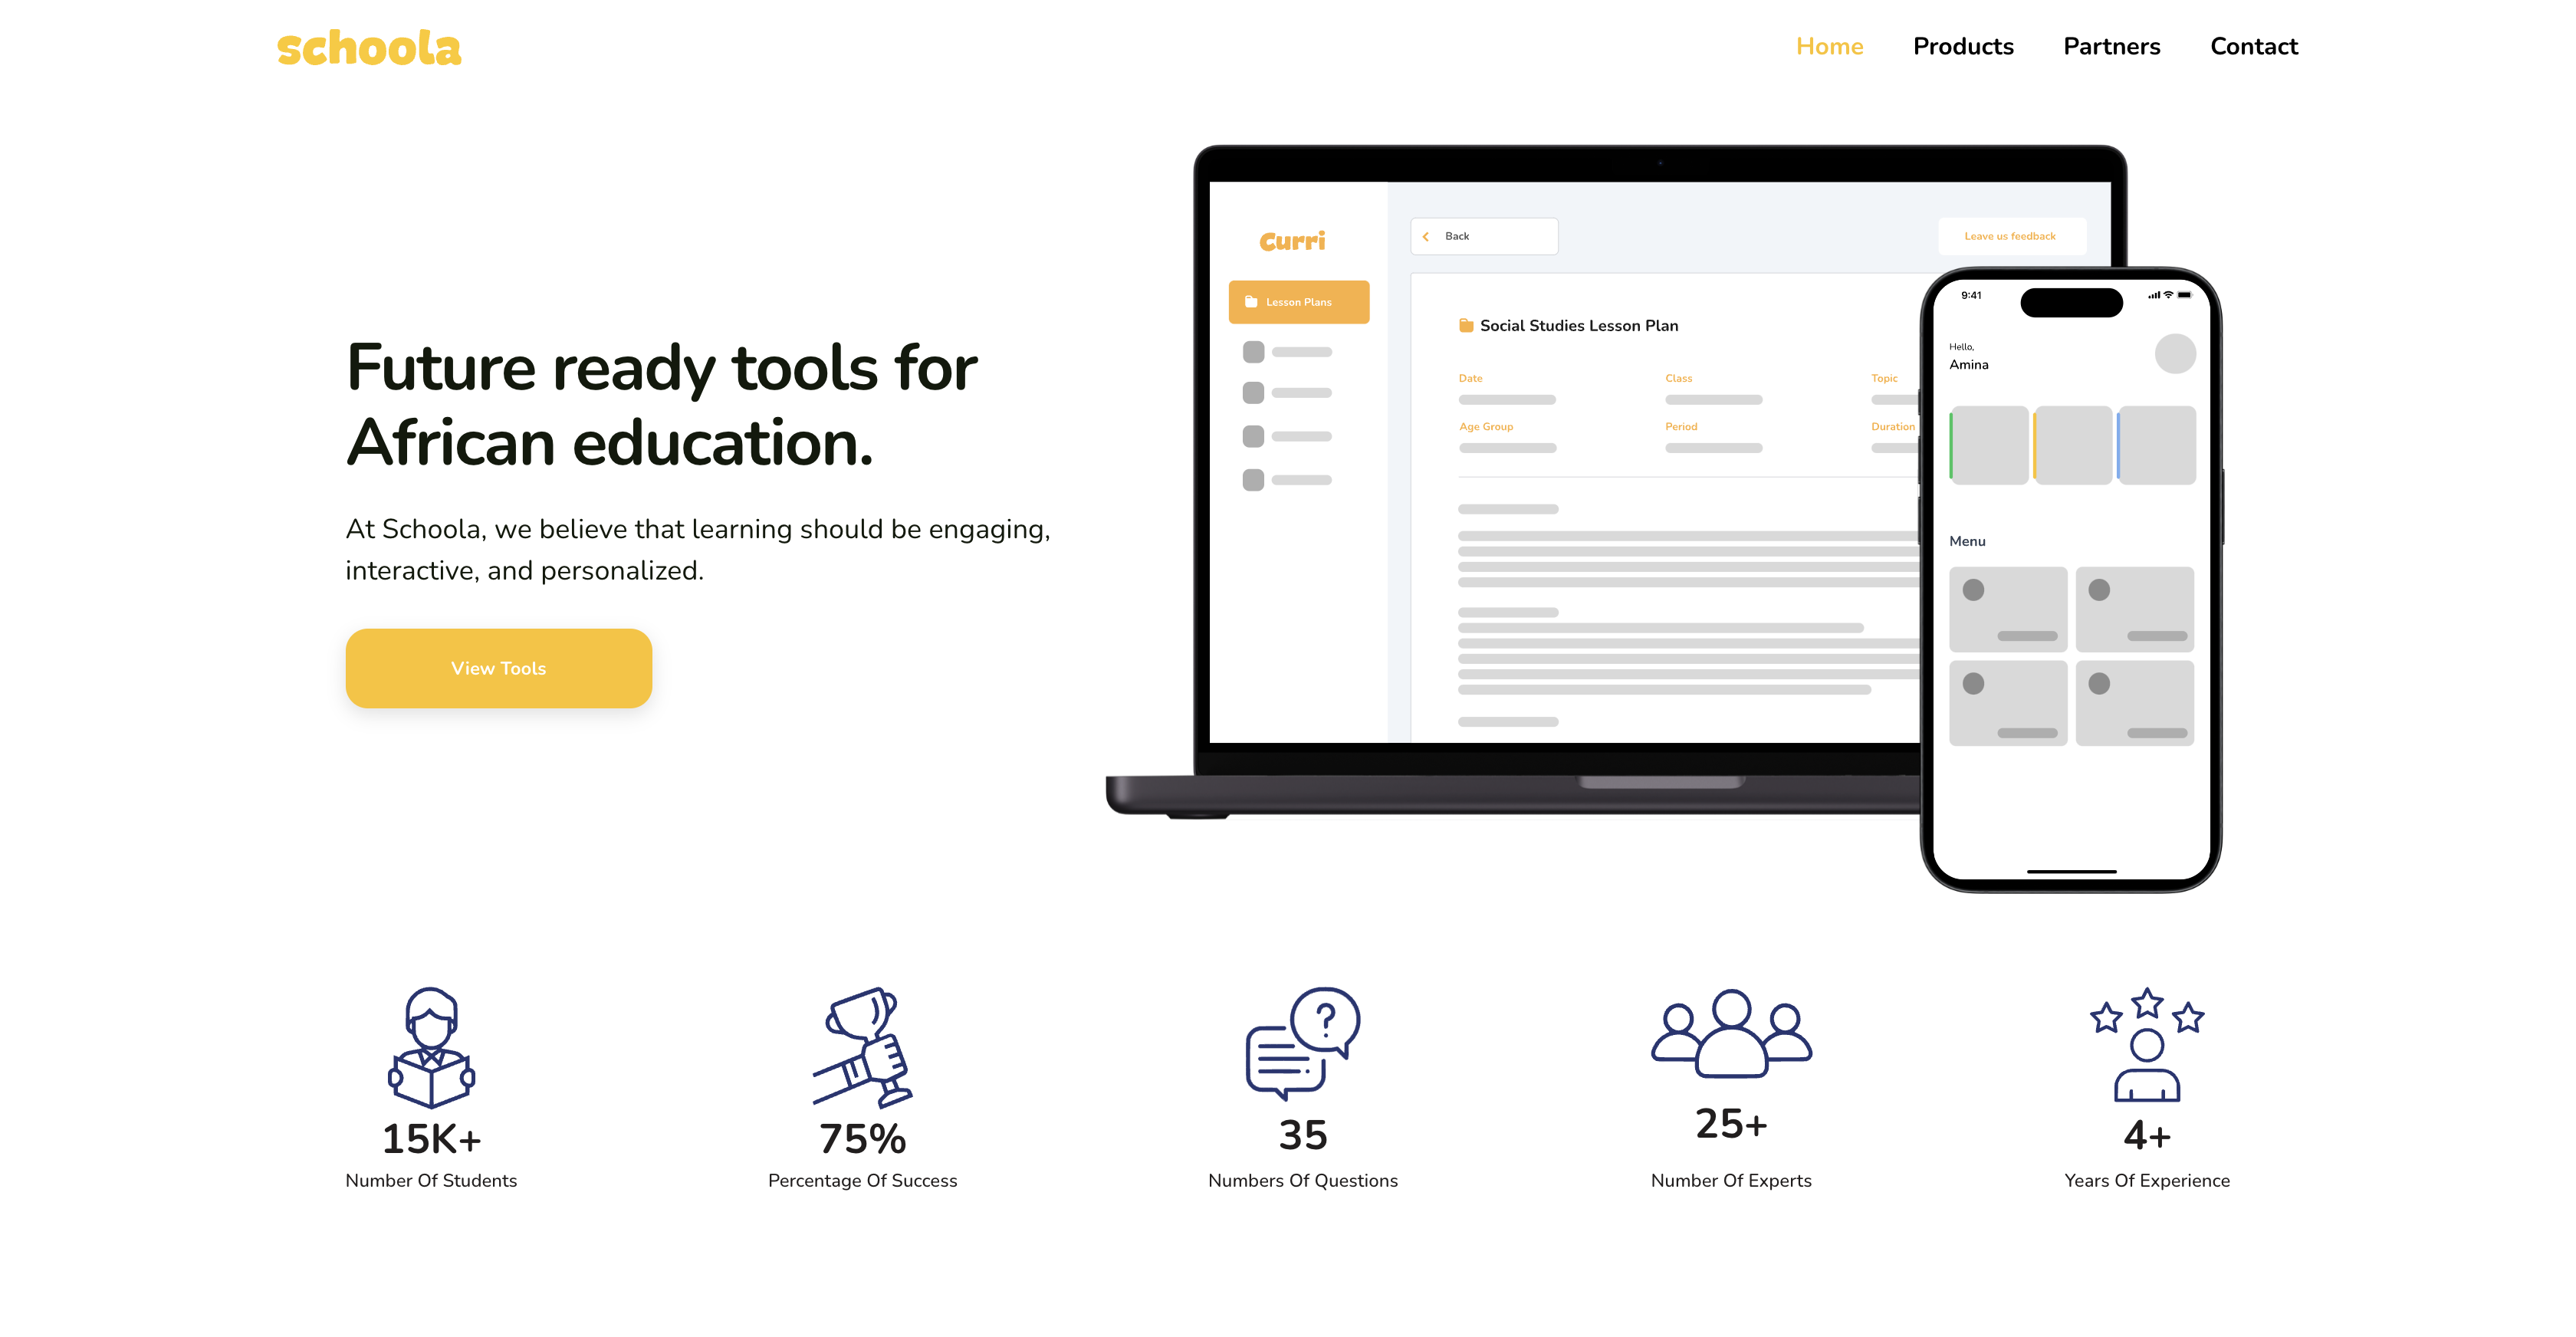 schoola
Home Products Partners Contact
Future ready tools for
African education.
At Schoola, we believe that learning should be engaging,
interactive, and personalized.
View Tools
Curri
Lesson Plans
Back
Leave us feedback
Social Studies Lesson Plan
Date Class Topic
Age Group Period Duration
9:41
Hello,
Amina
Menu
15K+
Number Of Students
75%
Percentage Of Success
35
Numbers Of Questions
25+
Number Of Experts
4+
Years Of Experience